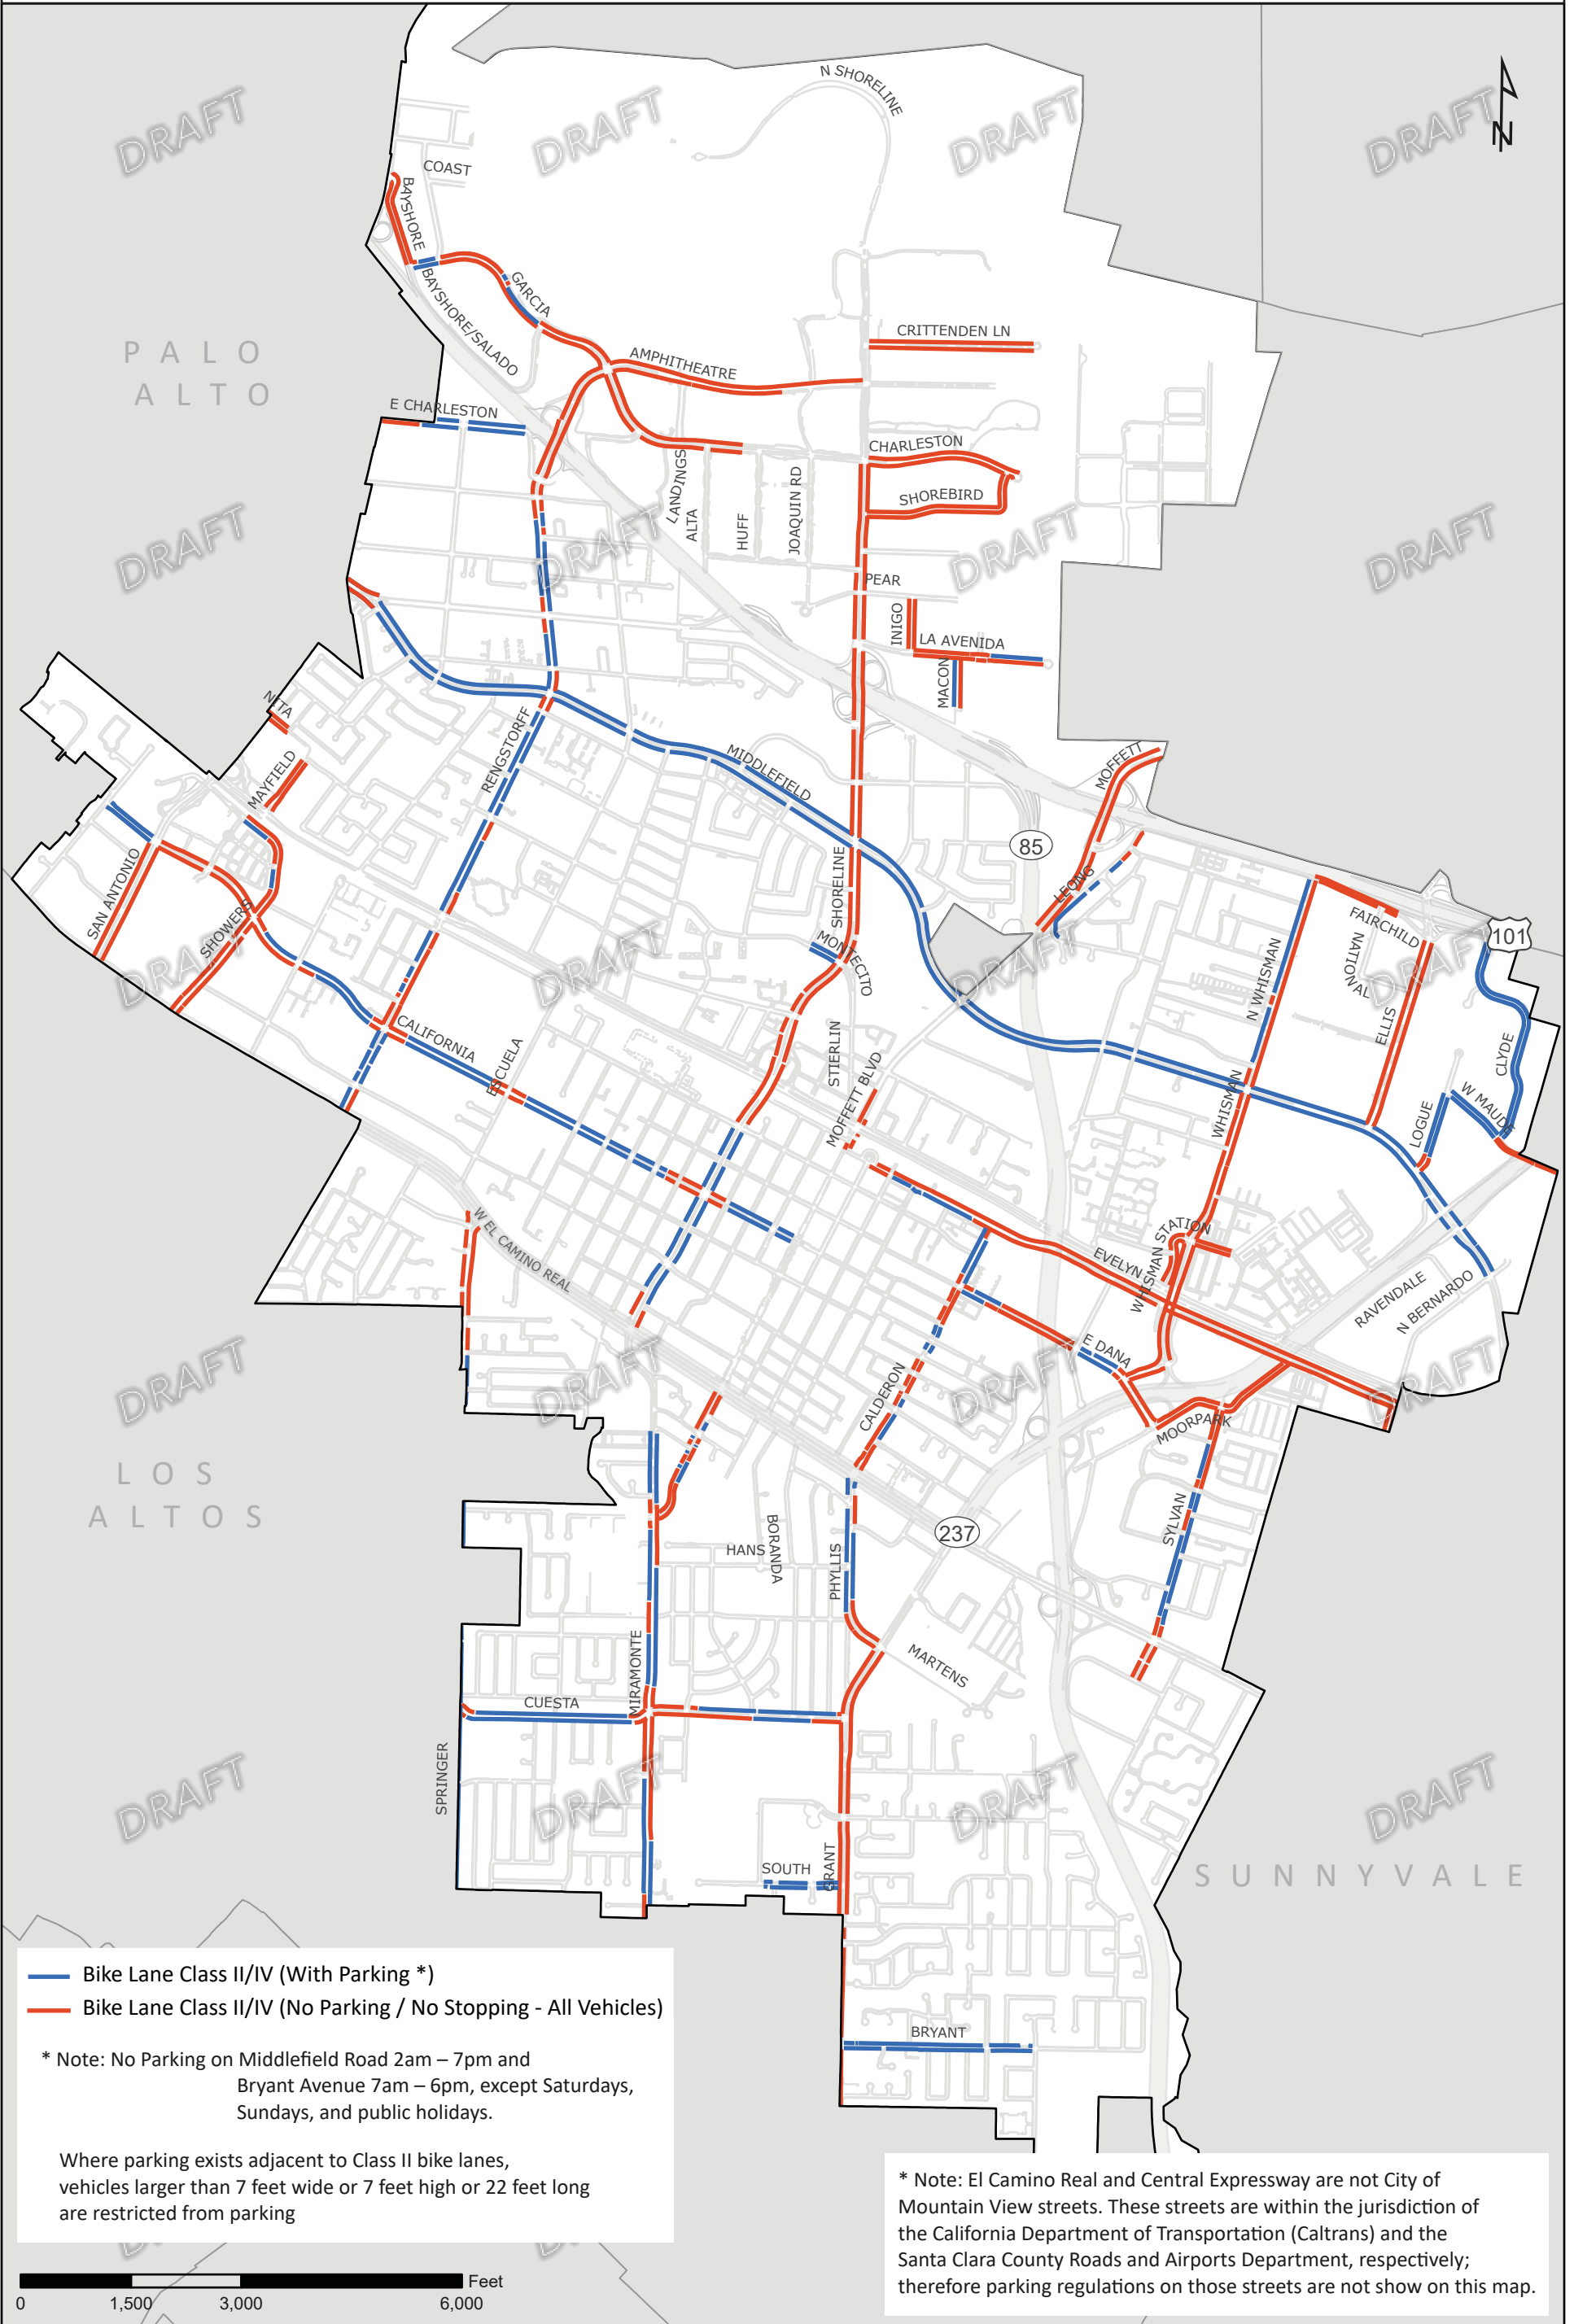 N SHORELINE
DRAFT
DRAFT
DRAFT
DRAFT
N
COAST
BAYSHORE
BAYSHORE/SALADO
GARCIA
CRITTENDEN LN
PALO
ALTO
AMPHITHEATRE
E CHARLESTON
CHARLESTON
LANDINGS
ALTA
HUFF
JOAQUIN RD
SHOREBIRD
DRAFT
DRAFT
DRAFT
DRAFT
PEAR
INIGO
LA AVENIDA
MACON
NITA
RENGSTORFF
MAYFIELD
MIDDLEFIELD
MOFFETT
85
SAN ANTONIO
SHOWERS
SHORELINE
LEONG
FAIRCHILD
101
MONTECITO
NATIONAL
N WHISMAN
DRAFT
DRAFT
DRAFT
DRAFT
ELLIS
CLYDE
CALIFORNIA
ESCUELA
STIERLIN
MOFFETT BLVD
WHISMAN
LOGUE
W MAUDE
W EL CAMINO REAL
WHISMAN STATION
EVELYN
RAVENDALE
N BERNARDO
E DANA
DRAFT
DRAFT
DRAFT
DRAFT
CALDERON
MOORPARK
LOS
ALTOS
SYLVAN
237
HANS
BORANDA
PHYLLIS
MIRAMONTE
MARTENS
CUESTA
SPRINGER
DRAFT
DRAFT
DRAFT
DRAFT
SOUTH
GRANT
SUNNYVALE
BRYANT
Bike Lane Class II/IV (With Parking *)
Bike Lane Class II/IV (No Parking / No Stopping - All Vehicles)
* Note: No Parking on Middlefield Road 2am – 7pm and
Bryant Avenue 7am – 6pm, except Saturdays,
Sundays, and public holidays.
Where parking exists adjacent to Class II bike lanes,
vehicles larger than 7 feet wide or 7 feet high or 22 feet long
are restricted from parking
* Note: El Camino Real and Central Expressway are not City of
Mountain View streets. These streets are within the jurisdiction of
the California Department of Transportation (Caltrans) and the
Santa Clara County Roads and Airports Department, respectively;
therefore parking regulations on those streets are not show on this map.
Feet
0 1,500 3,000 6,000